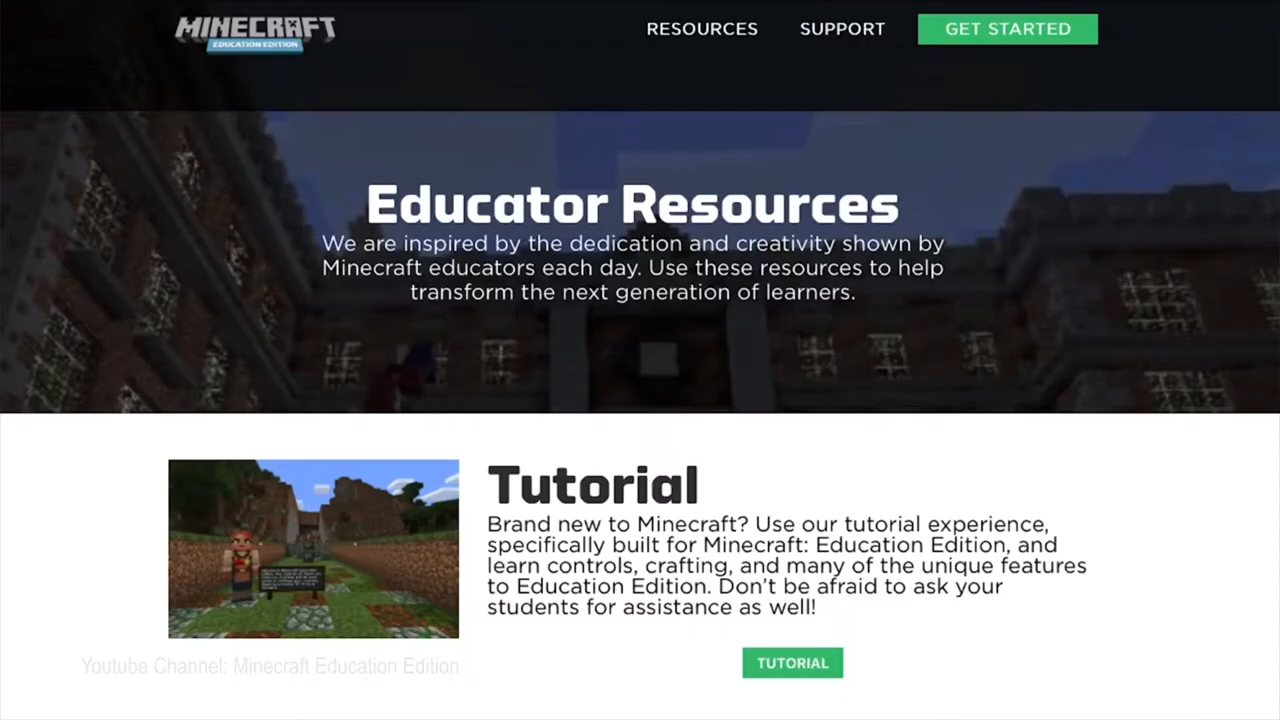 MINECRAFT
EDUCATION EDITION
RESOURCES
SUPPORT
GET STARTED
Educator Resources
We are inspired by the dedication and creativity shown by
Minecraft educators each day. Use these resources to help
transform the next generation of learners.
Tutorial
Brand new to Minecraft? Use our tutorial experience,
specifically built for Minecraft: Education Edition, and
learn controls, crafting, and many of the unique features
to Education Edition. Don't be afraid to ask your
students for assistance as well!
Youtube Channel: Minecraft Education Edition
TUTORIAL